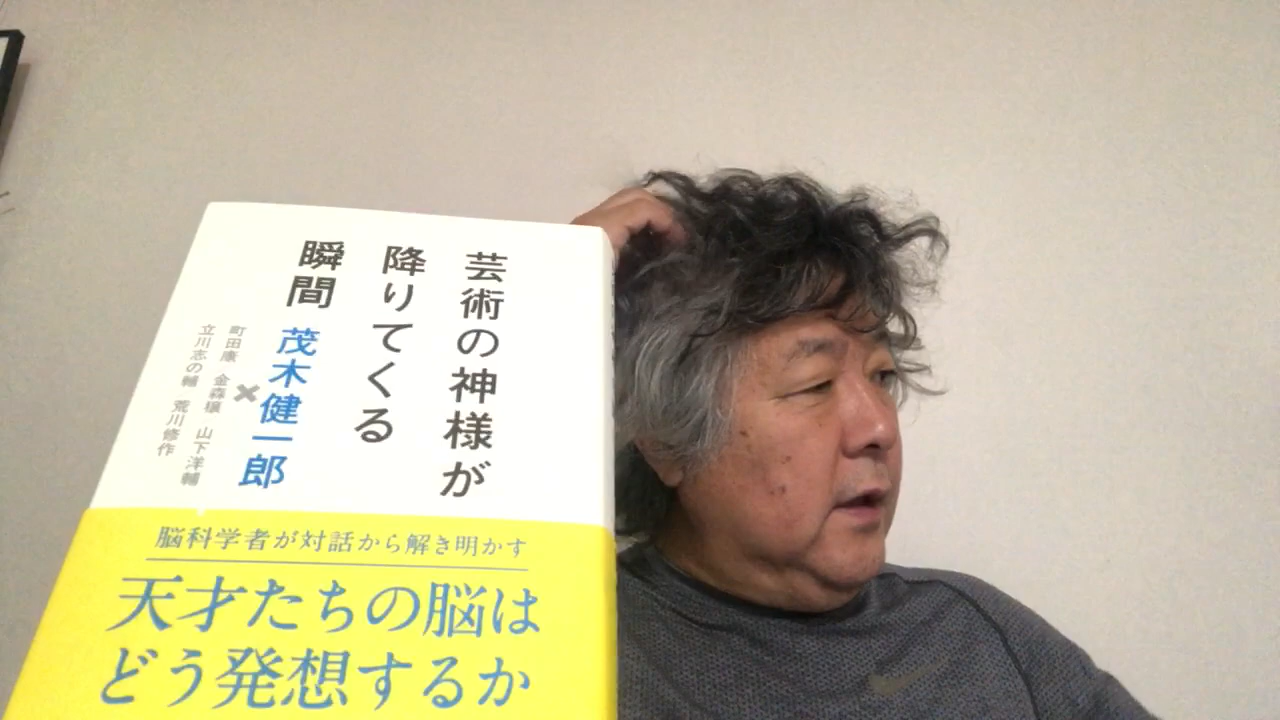 芸術の神様が
降りてくる
瞬間
茂木健一郎
×
町田康 金森穣 山下洋輔
立川志の輔 荒川修作
脳科学者が対話から解き明かす
天才たちの脳は
どう発想するか